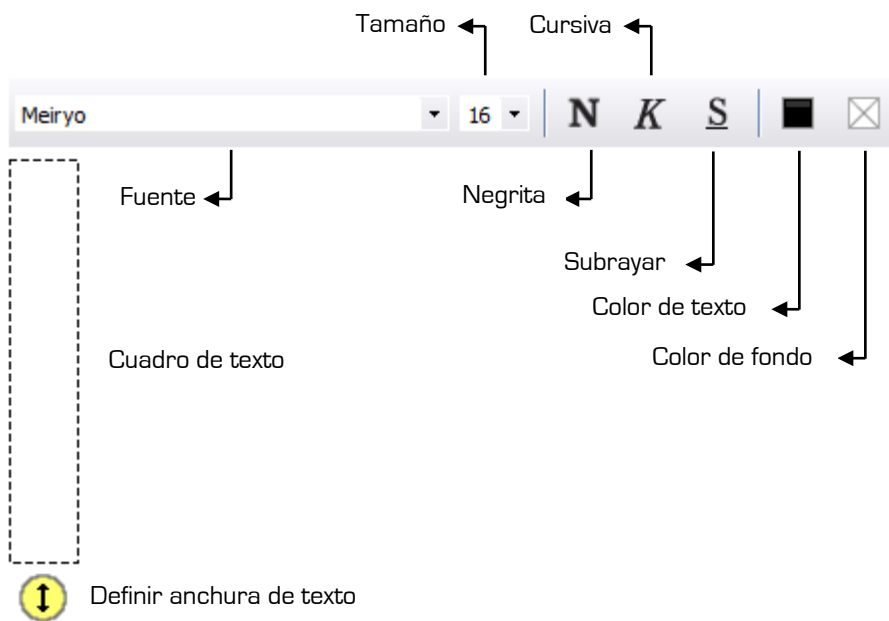 Tamaño Cursiva
Meiryo 16 N K S
Fuente Negrita
Subrayar
Color de texto
Cuadro de texto Color de fondo
Definir anchura de texto